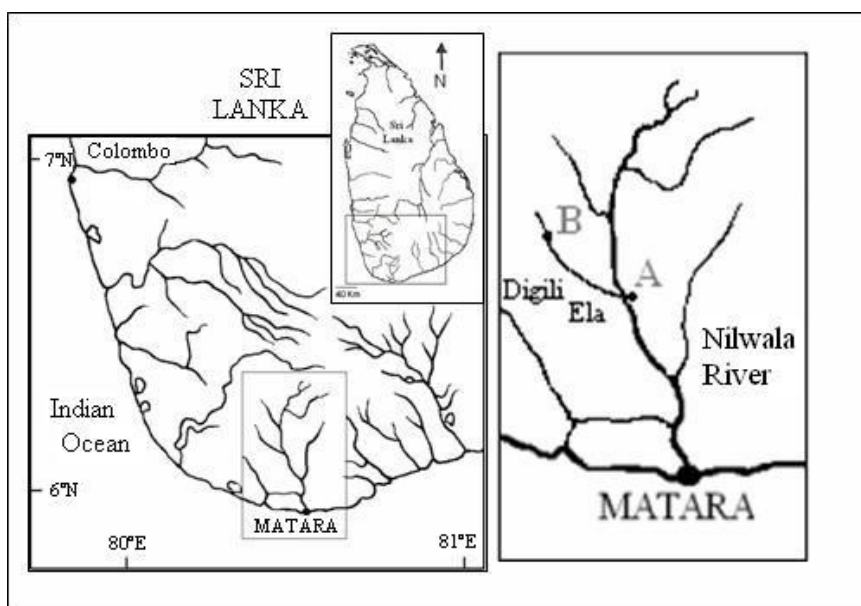 SRI
LANKA
N
Sri
Lanka
40 Km
7°N
Colombo
Indian
Ocean
6°N
MATARA
80°E
81°E
B
A
Digili
Ela
Nilwala
River
MATARA